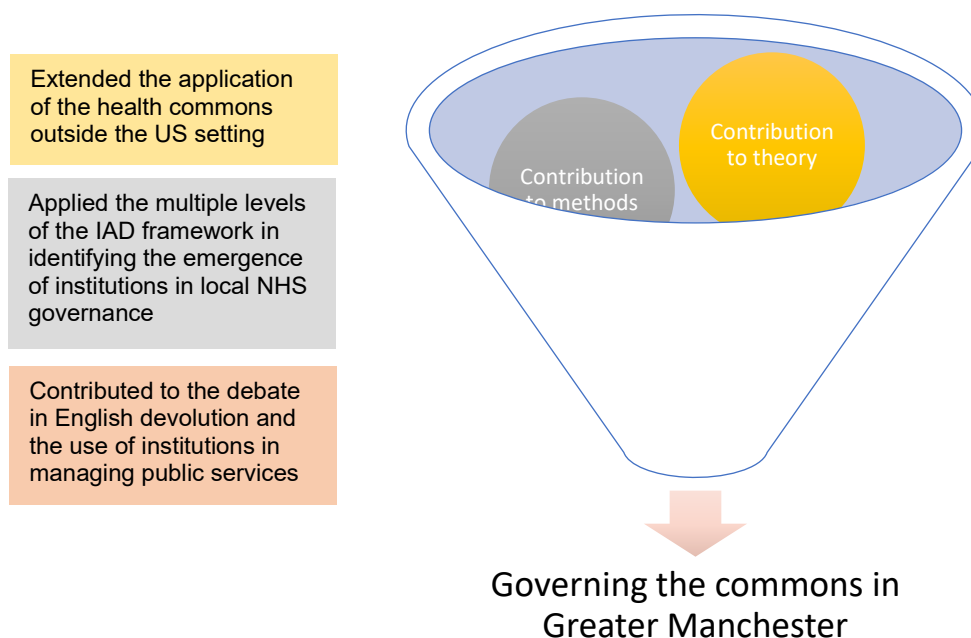 Extended the application
of the health commons
outside the US setting
Applied the multiple levels
of the IAD framework in
identifying the emergence
of institutions in local NHS
governance
Contributed to the debate
in English devolution and
the use of institutions in
managing public services
Contribution
to theory
Contribution
to methods
Governing the commons in
Greater Manchester